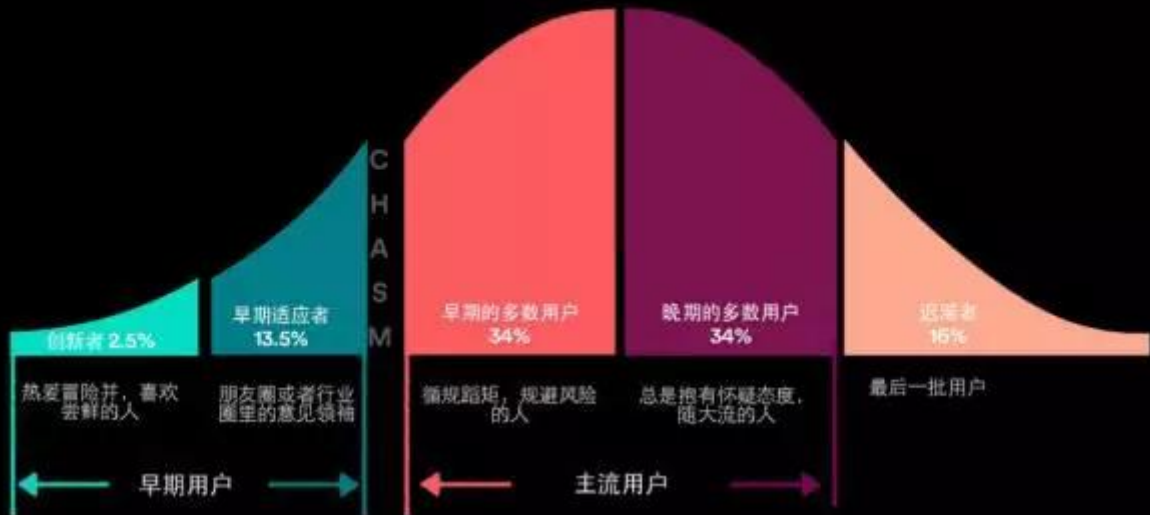 C
H
A
S
M
创新者 2.5%
早期适应者
13.5%
早期的多数用户
34%
晚期的多数用户
34%
迟滞者
16%
热爱冒险并，喜欢
尝鲜的人
朋友圈或者行业
圈里的意见领袖
循规蹈矩，规避风险
的人
总是抱有怀疑态度，
随大流的人
最后一批用户
早期用户
主流用户